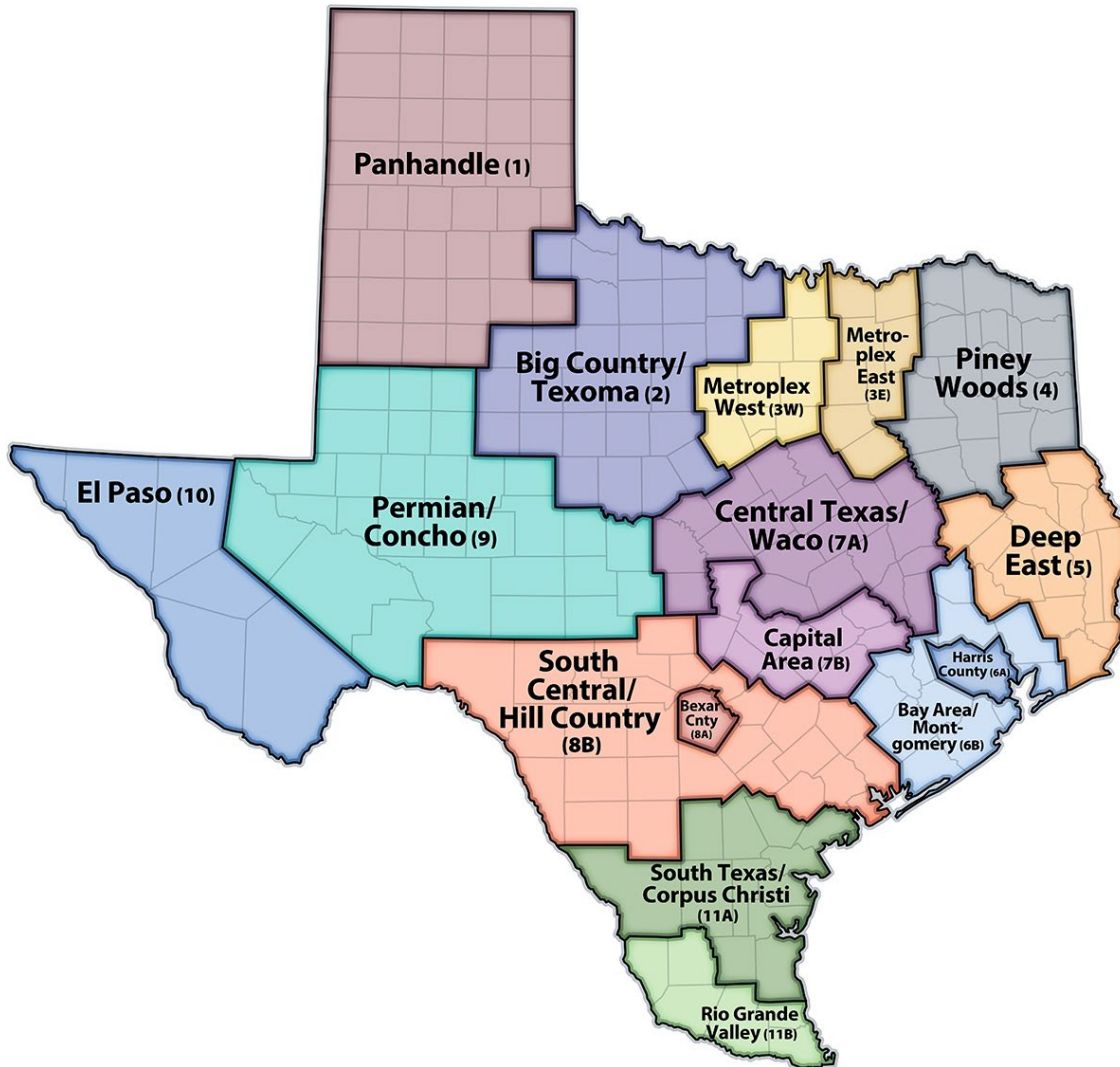 Panhandle (1)
Big Country/
Texoma (2)
Metroplex
West (3W)
Metro-
plex
East
(3E)
Piney
Woods (4)
El Paso (10)
Permian/
Concho (9)
Central Texas/
Waco (7A)
Deep
East (5)
Capital
Area (7B)
Harris
County (6A)
Bay Area/
Mont-
gomery (6B)
South
Central/
Hill Country
(8B)
Bexar
Cnty
(8A)
South Texas/
Corpus Christi
(11A)
Rio Grande
Valley (11B)